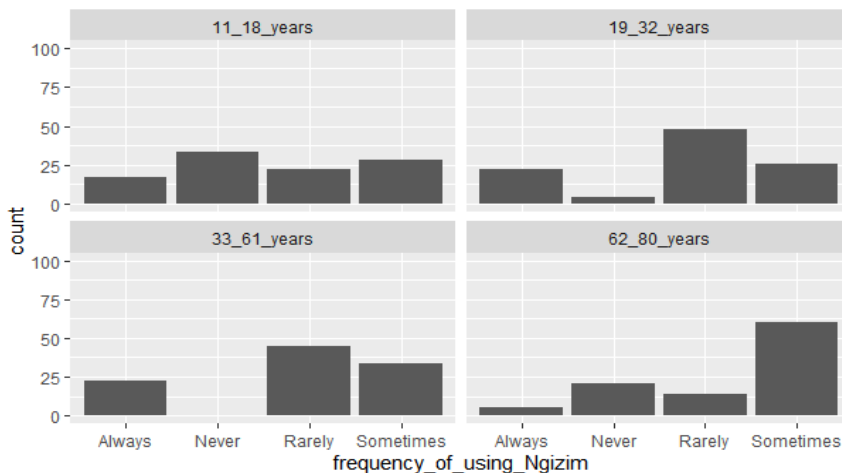 11_18_years
19_32_years
100
75
50
25
0
33_61_years
62_80_years
100
75
50
25
0
count
Always Never Rarely Sometimes
Always Never Rarely Sometimes
frequency_of_using_Ngizim